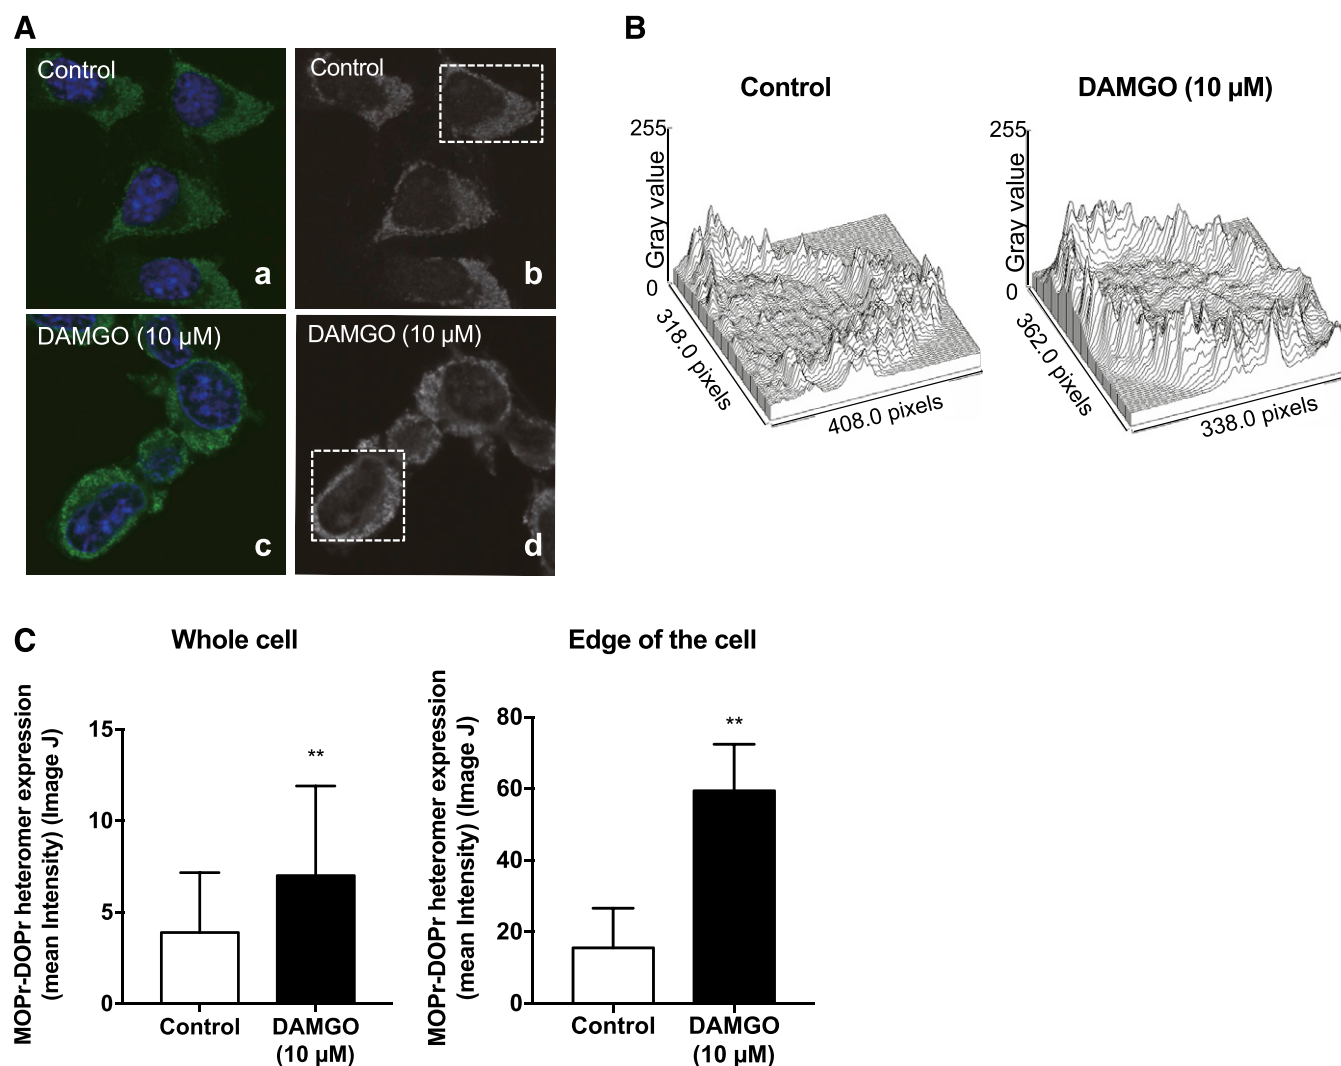 A
Control
a
Control
b
DAMGO (10 µM)
c
DAMGO (10 µM)
d
B
Control
255
Gray value
0
318.0 pixels
408.0 pixels
DAMGO (10 µM)
255
Gray value
0
362.0 pixels
338.0 pixels
C
Whole cell
MOPr-DOPr heteromer expression
(mean Intensity) (Image J)
15
10
5
0
**
Control
DAMGO
(10 µM)
Edge of the cell
MOPr-DOPr heteromer expression
(mean Intensity) (Image J)
80
60
40
20
0
**
Control
DAMGO
(10 µM)